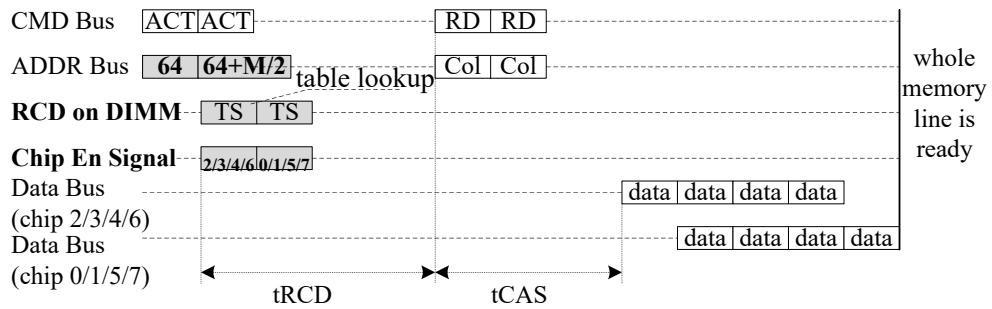 CMD Bus ACT ACT RD RD
ADDR Bus 64 64+M/2 Col Col
table lookup
RCD on DIMM TS TS
Chip En Signal 2/3/4/6 0/1/5/7
Data Bus
(chip 2/3/4/6)
data data data data
Data Bus
(chip 0/1/5/7)
data data data data
tRCD tCAS
whole
memory
line is
ready